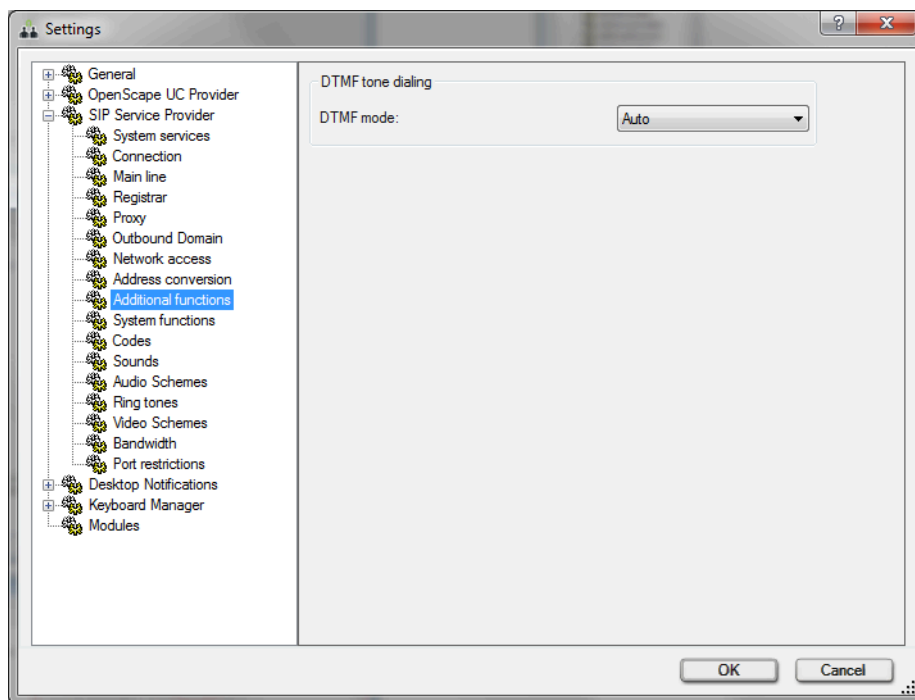 Settings
General
OpenScape UC Provider
SIP Service Provider
System services
Connection
Main line
Registrar
Proxy
Outbound Domain
Network access
Address conversion
Additional functions
System functions
Codes
Sounds
Audio Schemes
Ring tones
Video Schemes
Bandwidth
Port restrictions
Desktop Notifications
Keyboard Manager
Modules
DTMF tone dialing
DTMF mode: Auto
OK Cancel